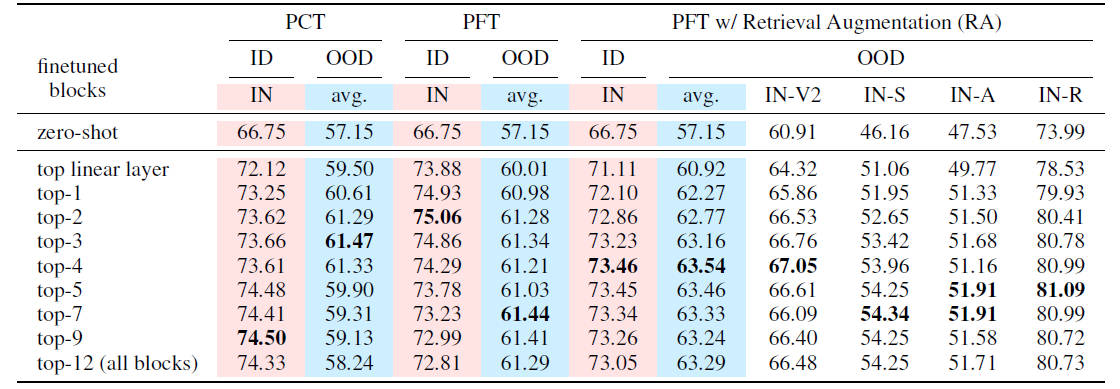 PCT PFT PFT w/ Retrieval Augmentation (RA)
finetuned blocks ID OOD ID OOD ID OOD
IN avg. IN avg. IN avg. IN-V2 IN-S IN-A IN-R
zero-shot 66.75 57.15 66.75 57.15 66.75 57.15 60.91 46.16 47.53 73.99
top linear layer 72.12 59.50 73.88 60.01 71.11 60.92 64.32 51.06 49.77 78.53
top-1 73.25 60.61 74.93 60.98 72.10 62.27 65.86 51.95 51.33 79.93
top-2 73.62 61.29 75.06 61.28 72.86 62.77 66.53 52.65 51.50 80.41
top-3 73.66 61.47 74.86 61.34 73.23 63.16 66.76 53.42 51.68 80.78
top-4 73.61 61.33 74.29 61.21 73.46 63.54 67.05 53.96 51.16 80.99
top-5 74.48 59.90 73.78 61.03 73.45 63.46 66.61 54.25 51.91 81.09
top-7 74.41 59.31 73.23 61.44 73.34 63.33 66.09 54.34 51.91 80.99
top-9 74.50 59.13 72.99 61.41 73.26 63.24 66.40 54.25 51.58 80.72
top-12 (all blocks) 74.33 58.24 72.81 61.29 73.05 63.29 66.48 54.25 51.71 80.73